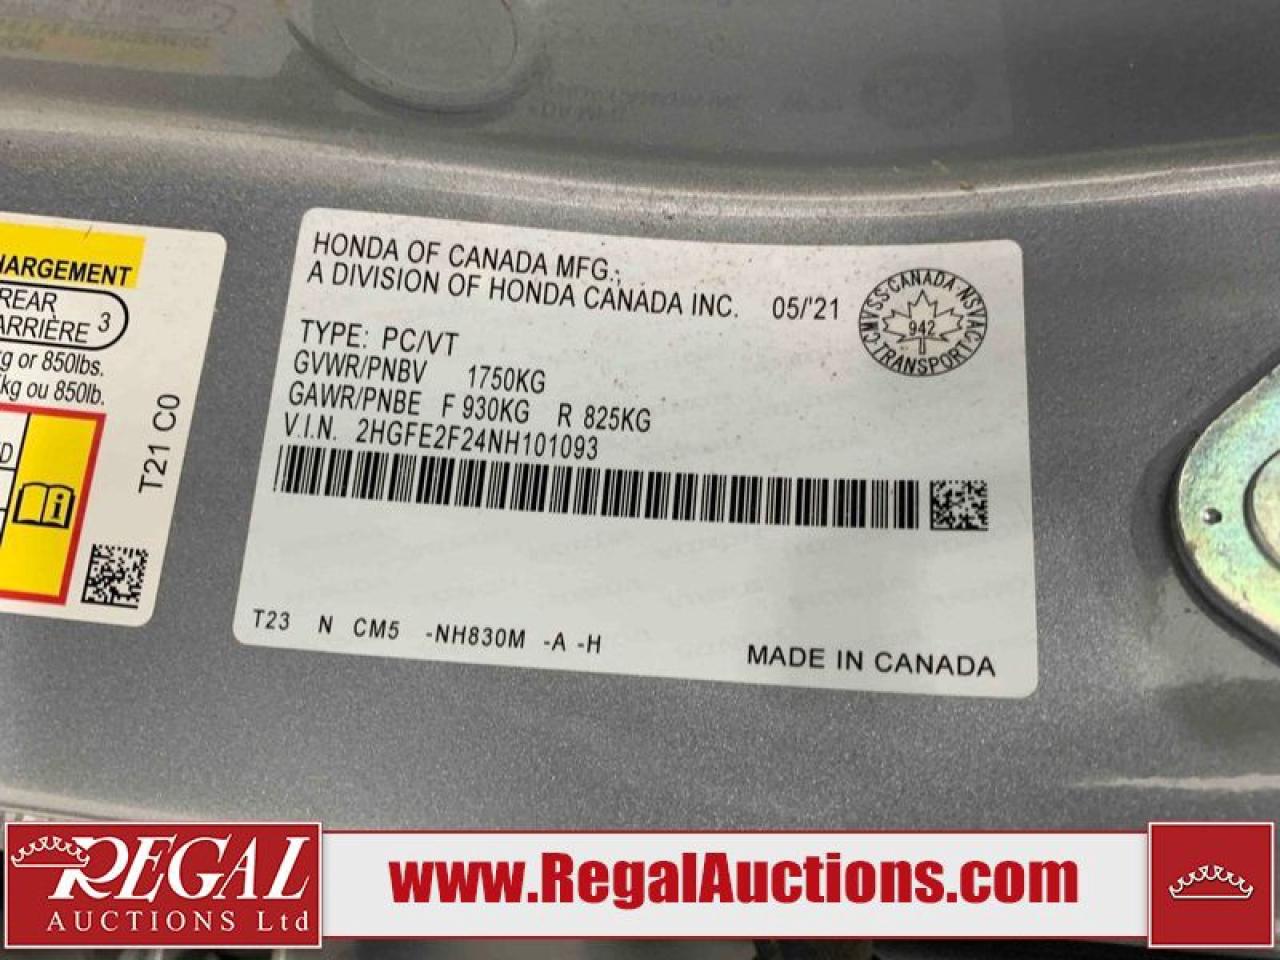 HARGEMENT
REAR
ARRIÈRE 3
kg or 850lbs.
kg ou 850lb.
T21 C0
HONDA OF CANADA MFG.,
A DIVISION OF HONDA CANADA INC. 05/'21
TYPE: PC/VT
GVWR/PNBV 1750KG
GAWR/PNBE F 930KG R 825KG
V.I.N. 2HGFE2F24NH101093
CMVSS·CANADA·NSVAC·TRANSPORT
942
T23 N CM5 -NH830M -A -H
MADE IN CANADA
REGAL
AUCTIONS Ltd
www.RegalAuctions.com